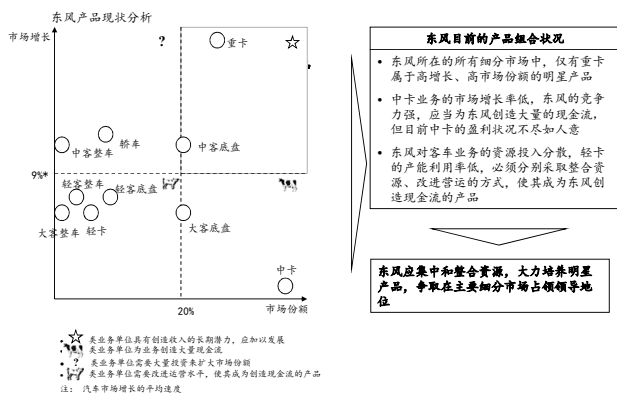 东风产品现状分析
市场增长
?
重卡
轿车
中客整车
中客底盘
9%*
轻客整车
轻客底盘
大客整车
轻卡
大客底盘
中卡
20%
市场份额
类业务单位具有创造收入的长期潜力，应加以发展
类业务单位为业务创造大量现金流
? 类业务单位需要大量投资来扩大市场份额
类业务单位需要改进运营水平，使其成为创造现金流的产品
注： 汽车市场增长的平均速度
东风目前的产品组合状况
• 东风所在的所有细分市场中，仅有重卡
属于高增长、高市场份额的明星产品
• 中卡业务的市场增长率低，东风的竞争
力强，应当为东风创造大量的现金流，
但目前中卡的盈利状况不尽如人意
• 东风对客车业务的资源投入分散，轻卡
的产能利用率低，必须分别采取整合资
源、改进营运的方式，使其成为东风创
造现金流的产品
东风应集中和整合资源，大力培养明星
产品，争取在主要细分市场占领领导地
位